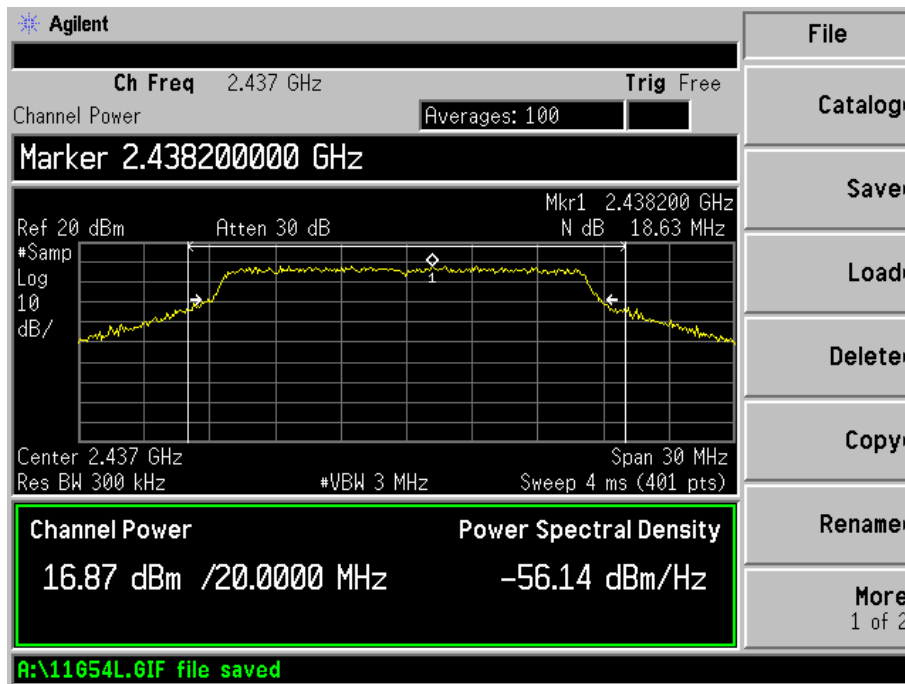 Agilent
File
Ch Freq 2.437 GHz Trig Free
Channel Power Averages: 100
Catalog
Marker 2.438200000 GHz
Save
Mkr1 2.438200 GHz
Ref 20 dBm Atten 30 dB N dB 18.63 MHz
#Samp
Log
10
dB/
1
Load
Delete
Center 2.437 GHz Span 30 MHz
Res BW 300 kHz #VBW 3 MHz Sweep 4 ms (401 pts)
Copy
Channel Power Power Spectral Density
16.87 dBm /20.0000 MHz -56.14 dBm/Hz
Rename
More
1 of 2
A:\11G54L.GIF file saved